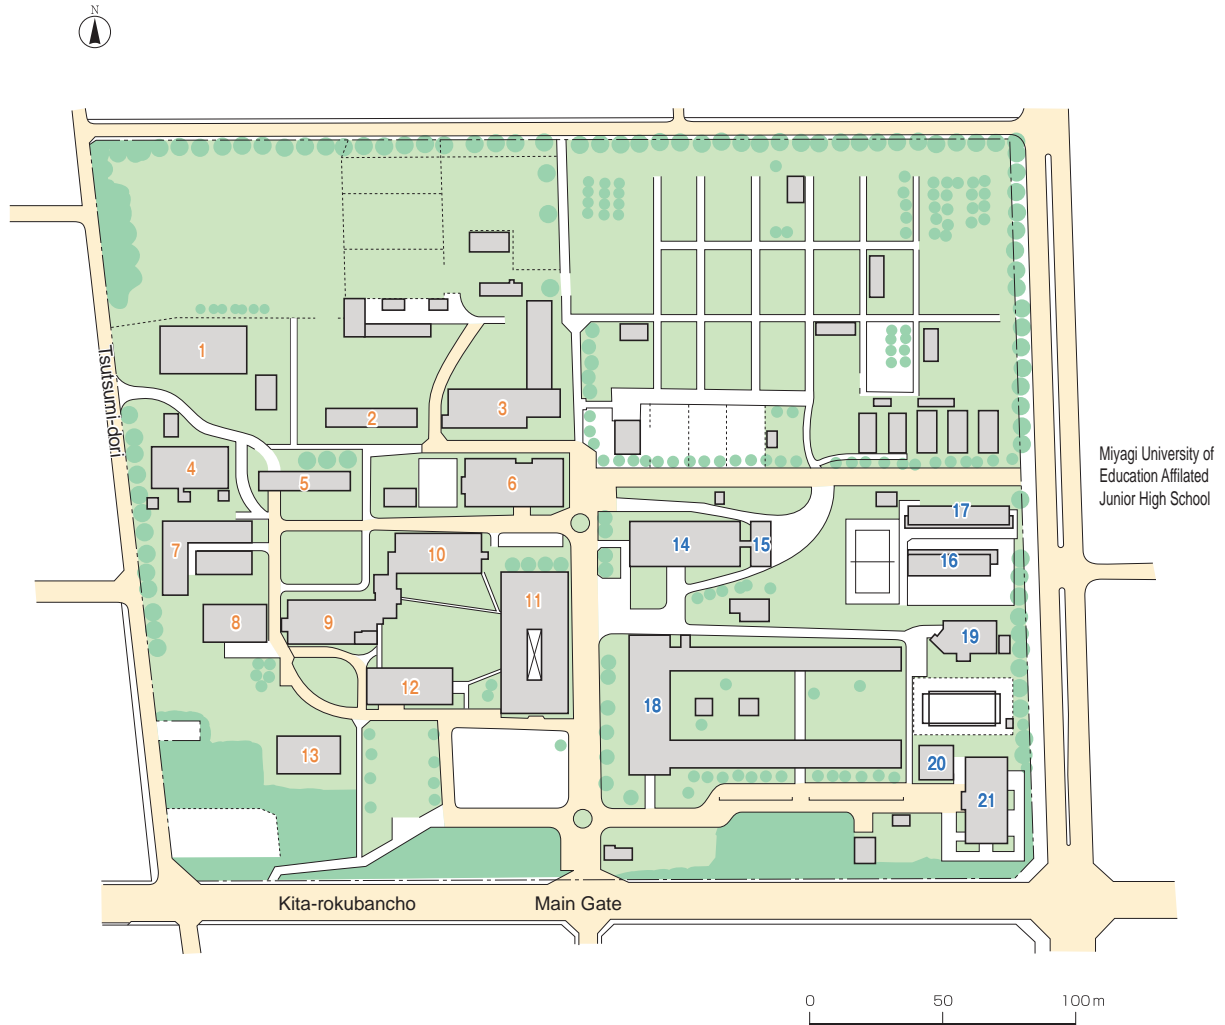 N
1
2
3
Tsutsumi-dori
4
5
6
Miyagi University of
Education Affilated
Junior High School
7
10
14
15
17
16
11
8
9
19
12
18
13
20
21
Kita-rokubancho
Main Gate
0 50 100m